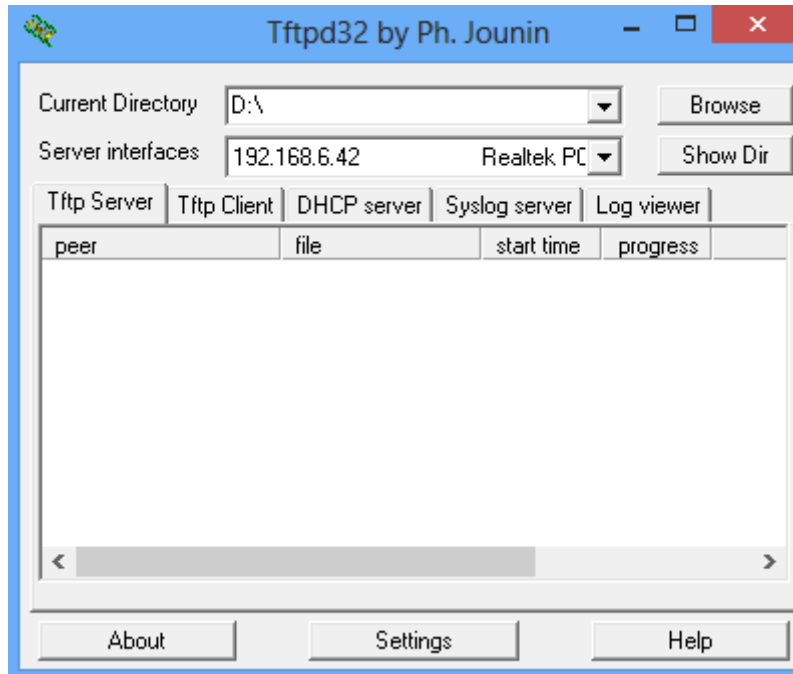 Tftpd32 by Ph. Jounin
Current Directory D:\ Browse
Server interfaces 192.168.6.42 Realtek PC Show Dir
Tftp Server Tftp Client DHCP server Syslog server Log viewer
peer file start time progress
About Settings Help